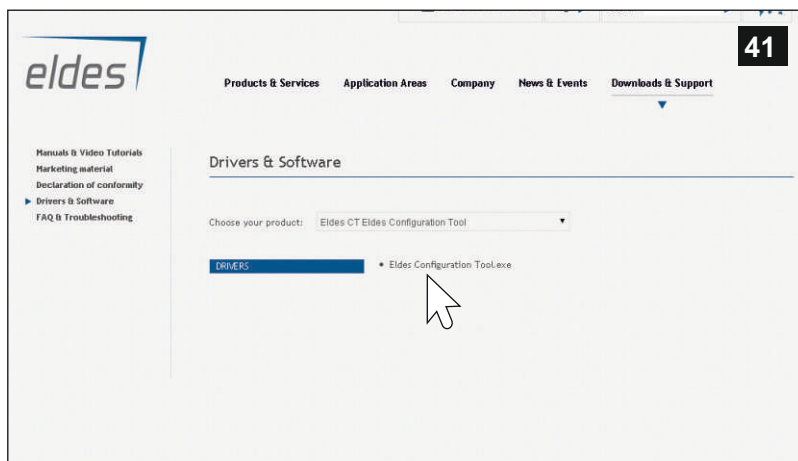 41
eldes
Products & Services Application Areas Company News & Events Downloads & Support
Manuals & Video Tutorials
Marketing material
Declaration of conformity
Drivers & Software
FAQ & Troubleshooting
Drivers & Software
Choose your product: Eldes CT Eldes Configuration Tool
DRIVERS
• Eldes Configuration Tool.exe